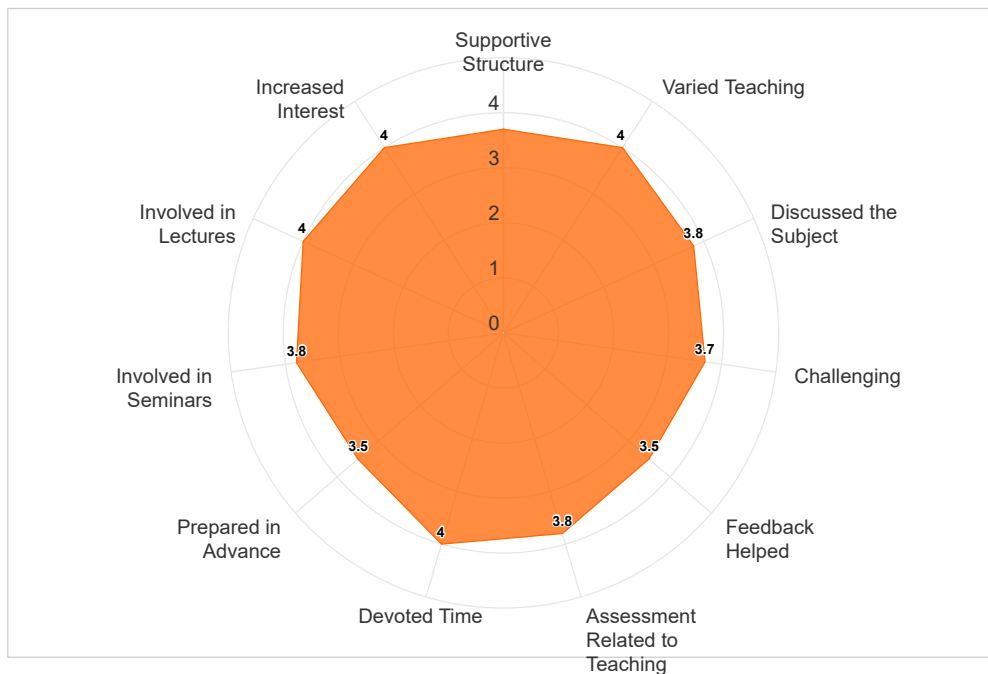 Supportive
Structure
Increased
Interest
Varied Teaching
4
4
4
3
Involved in
Lectures
4
Discussed the
Subject
3.8
2
1
0
Involved in
Seminars
3.8
3.7
Challenging
3.5
3.5
Prepared in
Advance
Feedback
Helped
4
3.8
Devoted Time
Assessment
Related to
Teaching